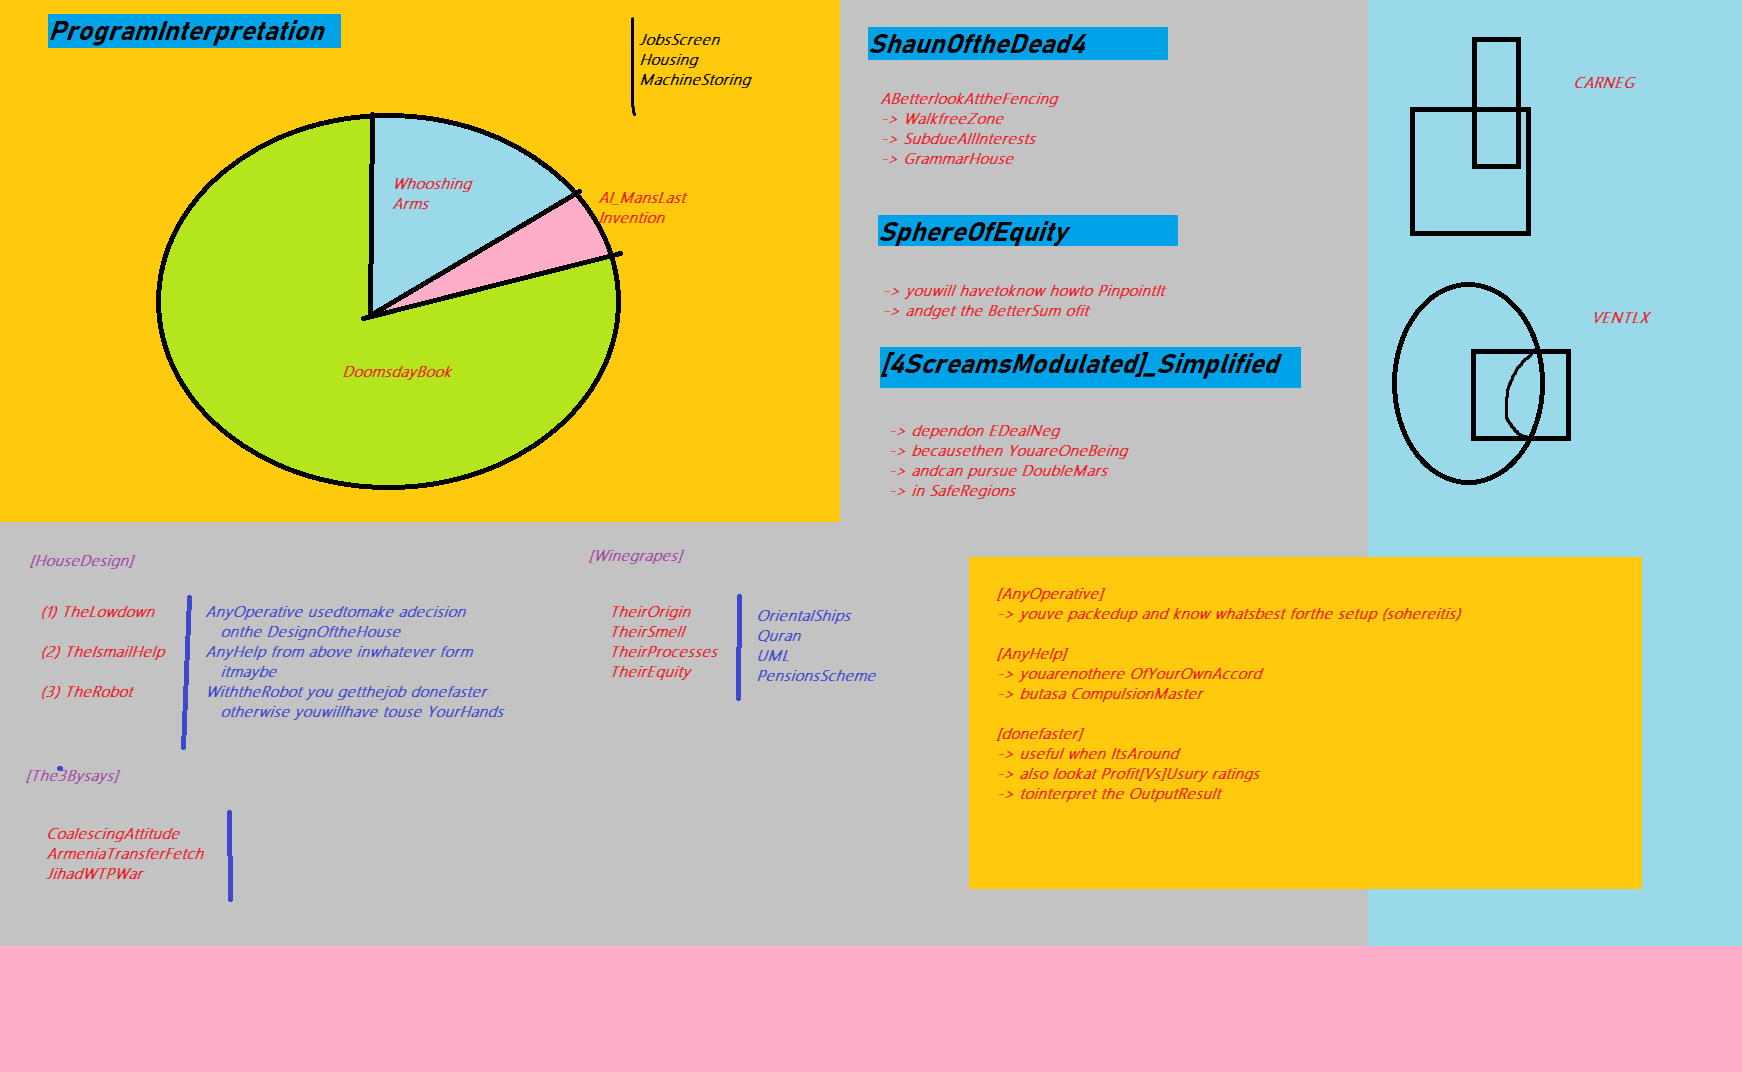 ProgramInterpretation
JobsScreen
Housing
MachineStoring
Whooshing
Arms
AI_MansLast
Invention
DoomsdayBook
ShaunOftheDead4
ABetterlookAttheFencing
-> WalkfreeZone
-> SubdueAllInterests
-> GrammarHouse
SphereOfEquity
-> youwill havetoknow howto PinpointIt
-> andget the BetterSum ofit
[4ScreamsModulated]_Simplified
-> dependon EDealNeg
-> becausethen YouareOneBeing
-> andcan pursue DoubleMars
-> in SafeRegions
CARNEG
VENTLX
[HouseDesign]
(1) TheLowdown
(2) TheIsmailHelp
(3) TheRobot
AnyOperative usedtomake adecision
onthe DesignOftheHouse
AnyHelp from above inwhatever form
itmaybe
WiththeRobot you getthejob donefaster
otherwise youwillhave touse YourHands
[Winegrapes]
TheirOrigin
TheirSmell
TheirProcesses
TheirEquity
OrientalShips
Quran
UML
PensionsScheme
[The3Bysays]
CoalescingAttitude
ArmeniaTransferFetch
JihadWTPWar
[AnyOperative]
-> youve packedup and know whatsbest forthe setup (sohereitis)
[AnyHelp]
-> youarenothere OfYourOwnAccord
-> butasa CompulsionMaster
[donefaster]
-> useful when ItsAround
-> also lookat Profit[Vs]Usury ratings
-> tointerpret the OutputResult